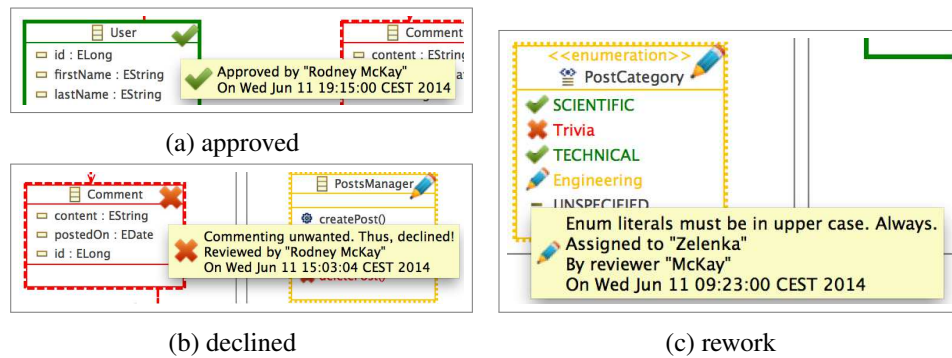 User
id : ELong
firstName : EString
lastName : EString
Comment
content : EString
Approved by "Rodney McKay"
On Wed Jun 11 19:15:00 CEST 2014
(a) approved
Comment
content : EString
postedOn : EDate
id : ELong
PostsManager
createPost()
Commenting unwanted. Thus, declined!
Reviewed by "Rodney McKay"
On Wed Jun 11 15:03:04 CEST 2014
(b) declined
<<enumeration>>
PostCategory
SCIENTIFIC
Trivia
TECHNICAL
Engineering
UNSPECIFIED
Enum literals must be in upper case. Always.
Assigned to "Zelenka"
By reviewer "McKay"
On Wed Jun 11 09:23:00 CEST 2014
(c) rework